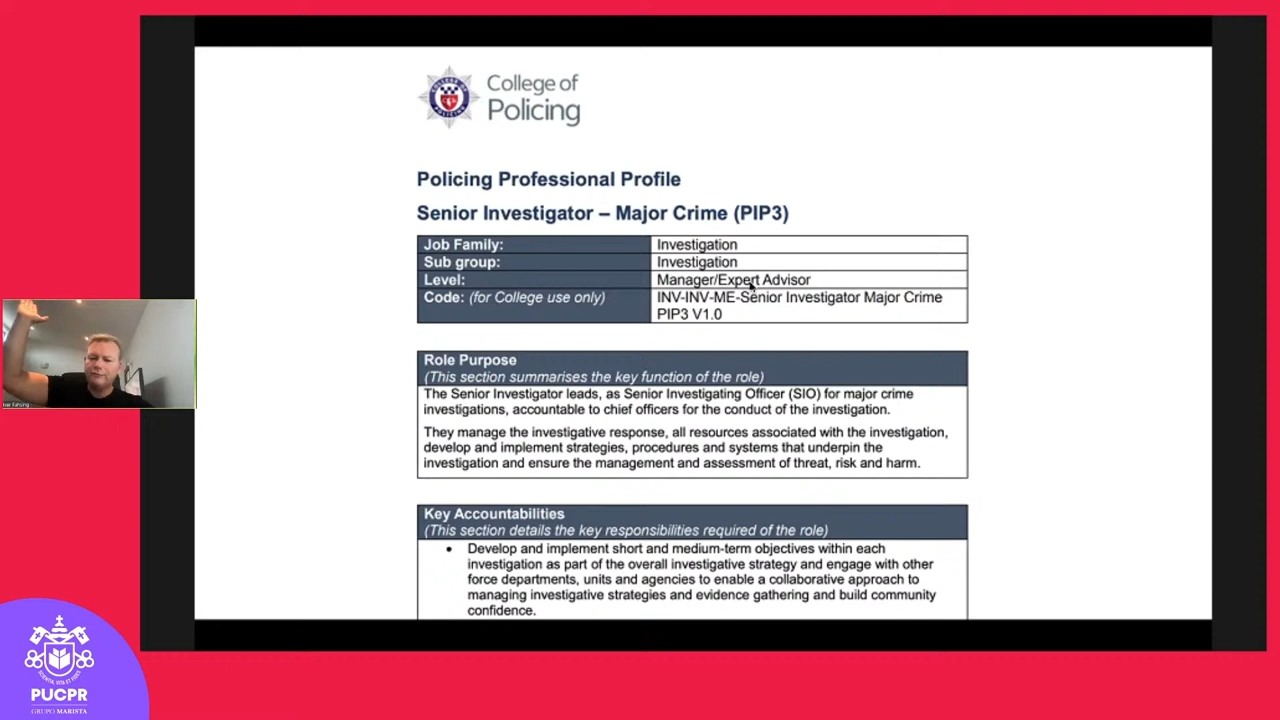 College of
Policing
Policing Professional Profile
Senior Investigator – Major Crime (PIP3)
Job Family: Investigation
Sub group: Investigation
Level: Manager/Expert Advisor
Code: (for College use only) INV-INV-ME-Senior Investigator Major Crime
PIP3 V1.0
Role Purpose
(This section summarises the key function of the role)
The Senior Investigator leads, as Senior Investigating Officer (SIO) for major crime
investigations, accountable to chief officers for the conduct of the investigation.
They manage the investigative response, all resources associated with the investigation,
develop and implement strategies, procedures and systems that underpin the
investigation and ensure the management and assessment of threat, risk and harm.
Key Accountabilities
(This section details the key responsibilities required of the role)
• Develop and implement short and medium-term objectives within each
investigation as part of the overall investigative strategy and engage with other
force departments, units and agencies to enable a collaborative approach to
managing investigative strategies and evidence gathering and build community
confidence.
PUCPR
GRUPO MARISTA